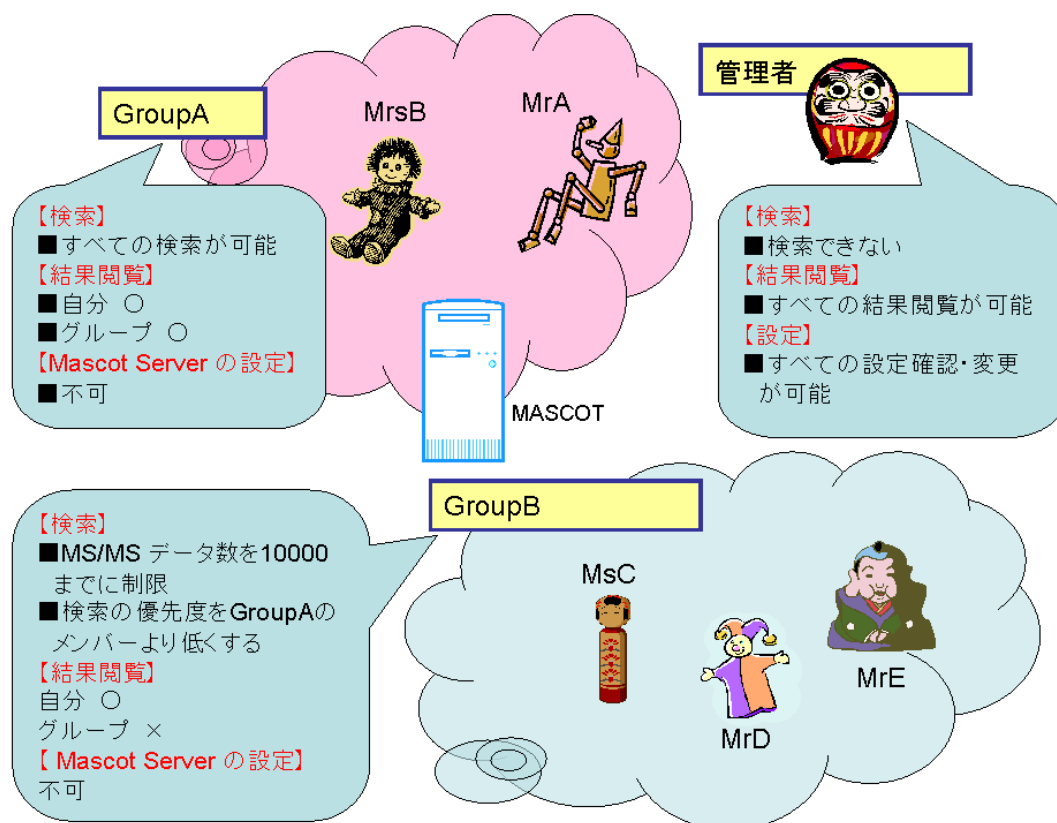 GroupA
MrsB
MrA
管理者
【検索】
■すべての検索が可能
【結果閲覧】
■自分 ○
■グループ ○
【Mascot Server の設定】
■不可
【検索】
■検索できない
【結果閲覧】
■すべての結果閲覧が可能
【設定】
■すべての設定確認・変更
が可能
MASCOT
GroupB
【検索】
■MS/MS データ数を10000
までに制限
■検索の優先度をGroupAの
メンバーより低くする
【結果閲覧】
自分 ○
グループ ×
【 Mascot Server の設定】
不可
MsC
MrD
MrE